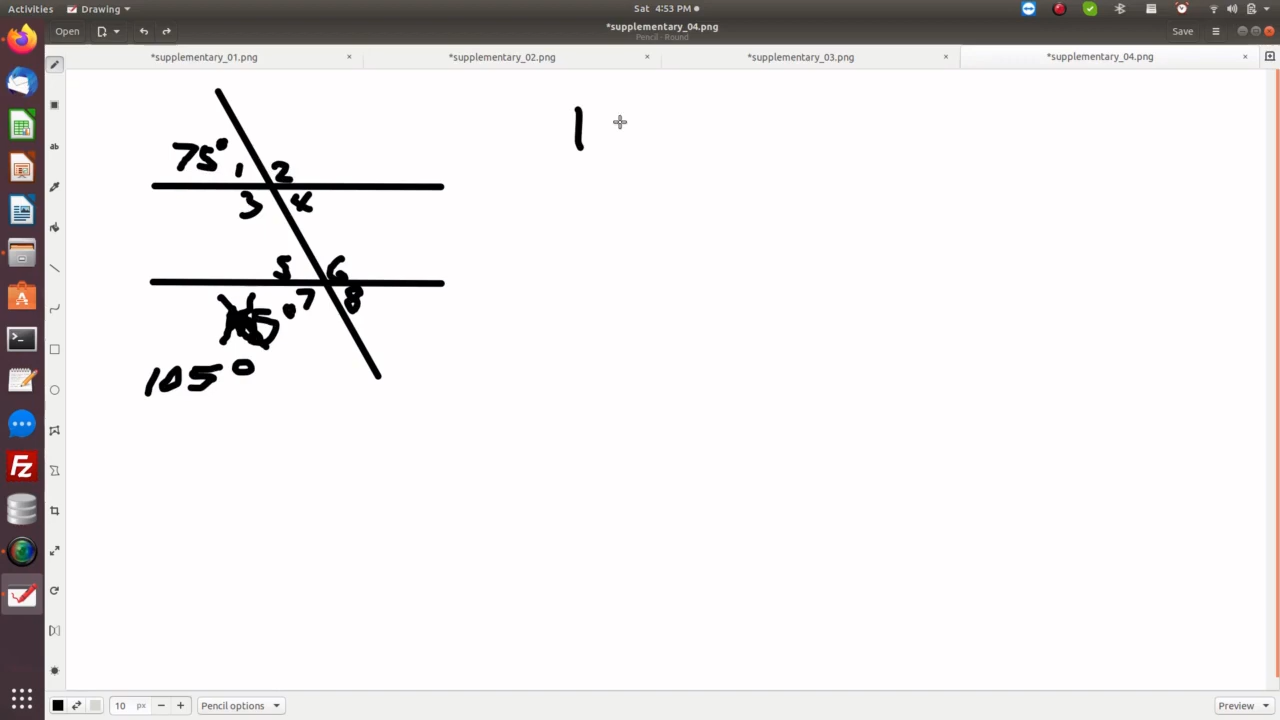 Activities
Drawing
Sat 4:53 PM
*supplementary_04.png
Pencil - Round
Open
Save
*supplementary_01.png
*supplementary_02.png
*supplementary_03.png
*supplementary_04.png
75° 1 2
3 4
5 6
7 8
105°
1
10 px
Pencil options
Preview